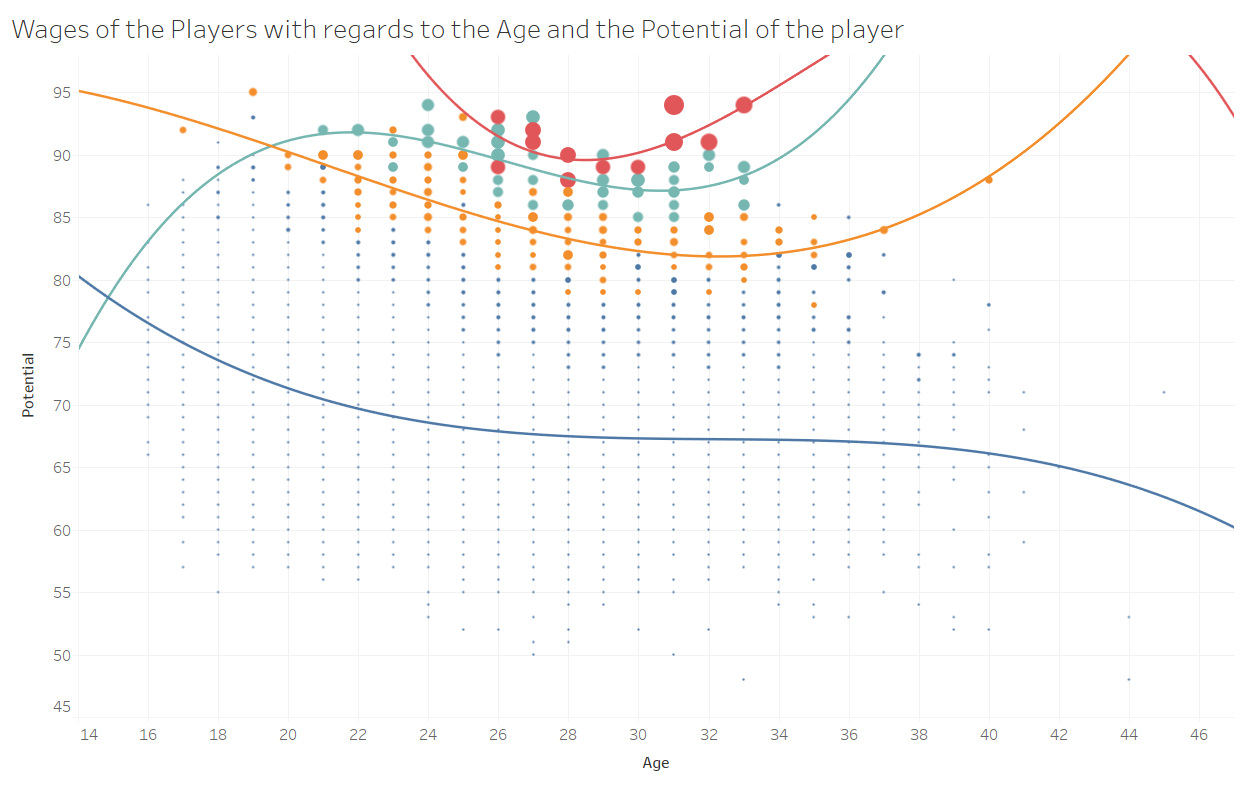 Wages of the Players with regards to the Age and the Potential of the player
95
90
85
80
75
70
65
60
55
50
45
Potential
14 16 18 20 22 24 26 28 30 32 34 36 38 40 42 44 46
Age